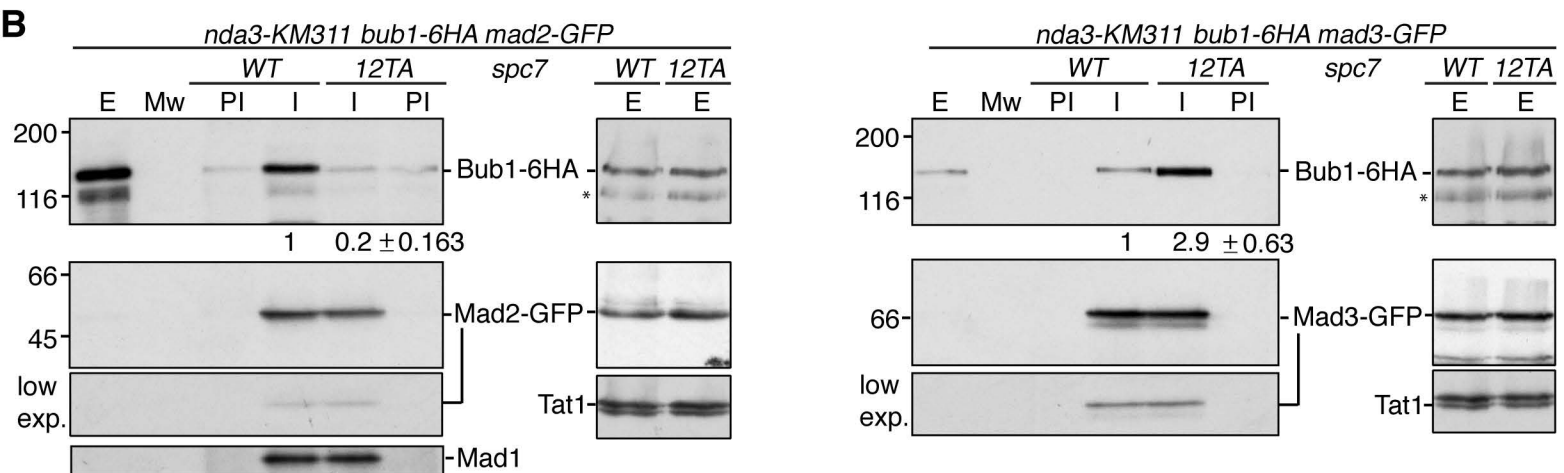 B
nda3-KM311 bub1-6HA mad2-GFP
WT 12TA spc7 WT 12TA
E Mw PI I I PI E E
200
Bub1-6HA
116
*
1 0.2 ±0.163
66
Mad2-GFP
45
low
exp.
Tat1
Mad1
nda3-KM311 bub1-6HA mad3-GFP
WT 12TA spc7 WT 12TA
E Mw PI I I PI E E
200
Bub1-6HA
116
*
1 2.9 ±0.63
66
Mad3-GFP
low
exp.
Tat1